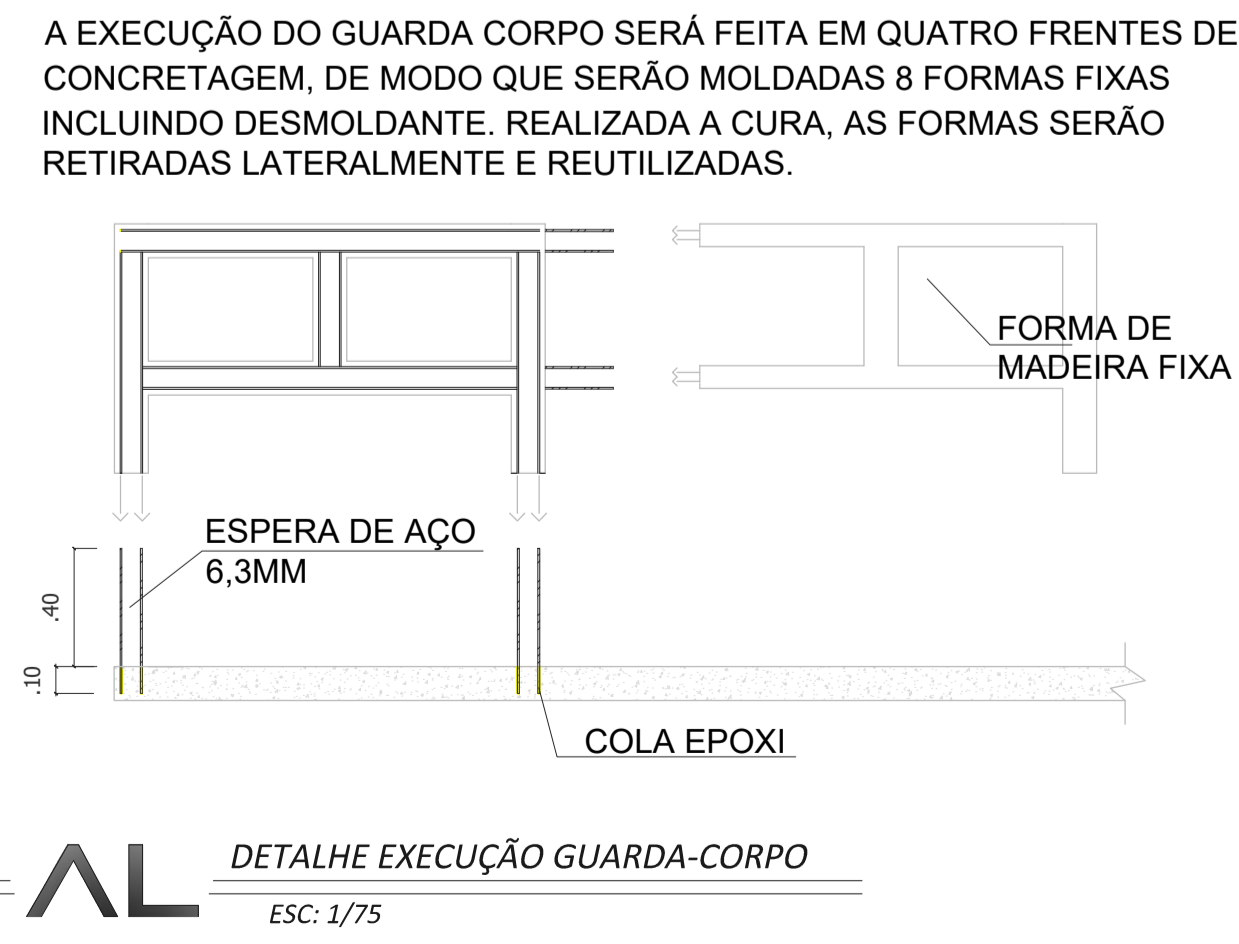 A EXECUÇÃO DO GUARDA CORPO SERÁ FEITA EM QUATRO FRENTES DE
CONCRETAGEM, DE MODO QUE SERÃO MOLDADAS 8 FORMAS FIXAS
INCLUINDO DESMOLDANTE. REALIZADA A CURA, AS FORMAS SERÃO
RETIRADAS LATERALMENTE E REUTILIZADAS.
FORMA DE
MADEIRA FIXA
ESPERA DE AÇO
6,3MM
.40
.10
COLA EPOXI
AL
DETALHE EXECUÇÃO GUARDA-CORPO
ESC: 1/75